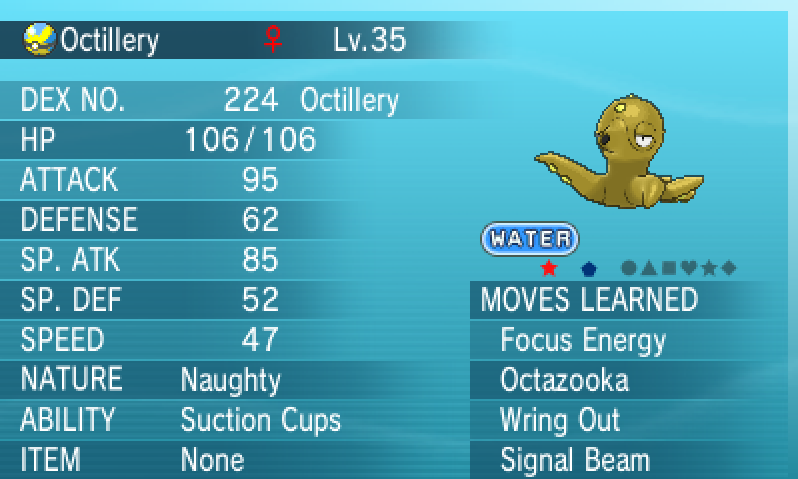 Octillery ♀ Lv.35
DEX NO. 224 Octillery
HP 106/106
ATTACK 95
DEFENSE 62
SP. ATK 85
SP. DEF 52
SPEED 47
NATURE Naughty
ABILITY Suction Cups
ITEM None
WATER
MOVES LEARNED
Focus Energy
Octazooka
Wring Out
Signal Beam